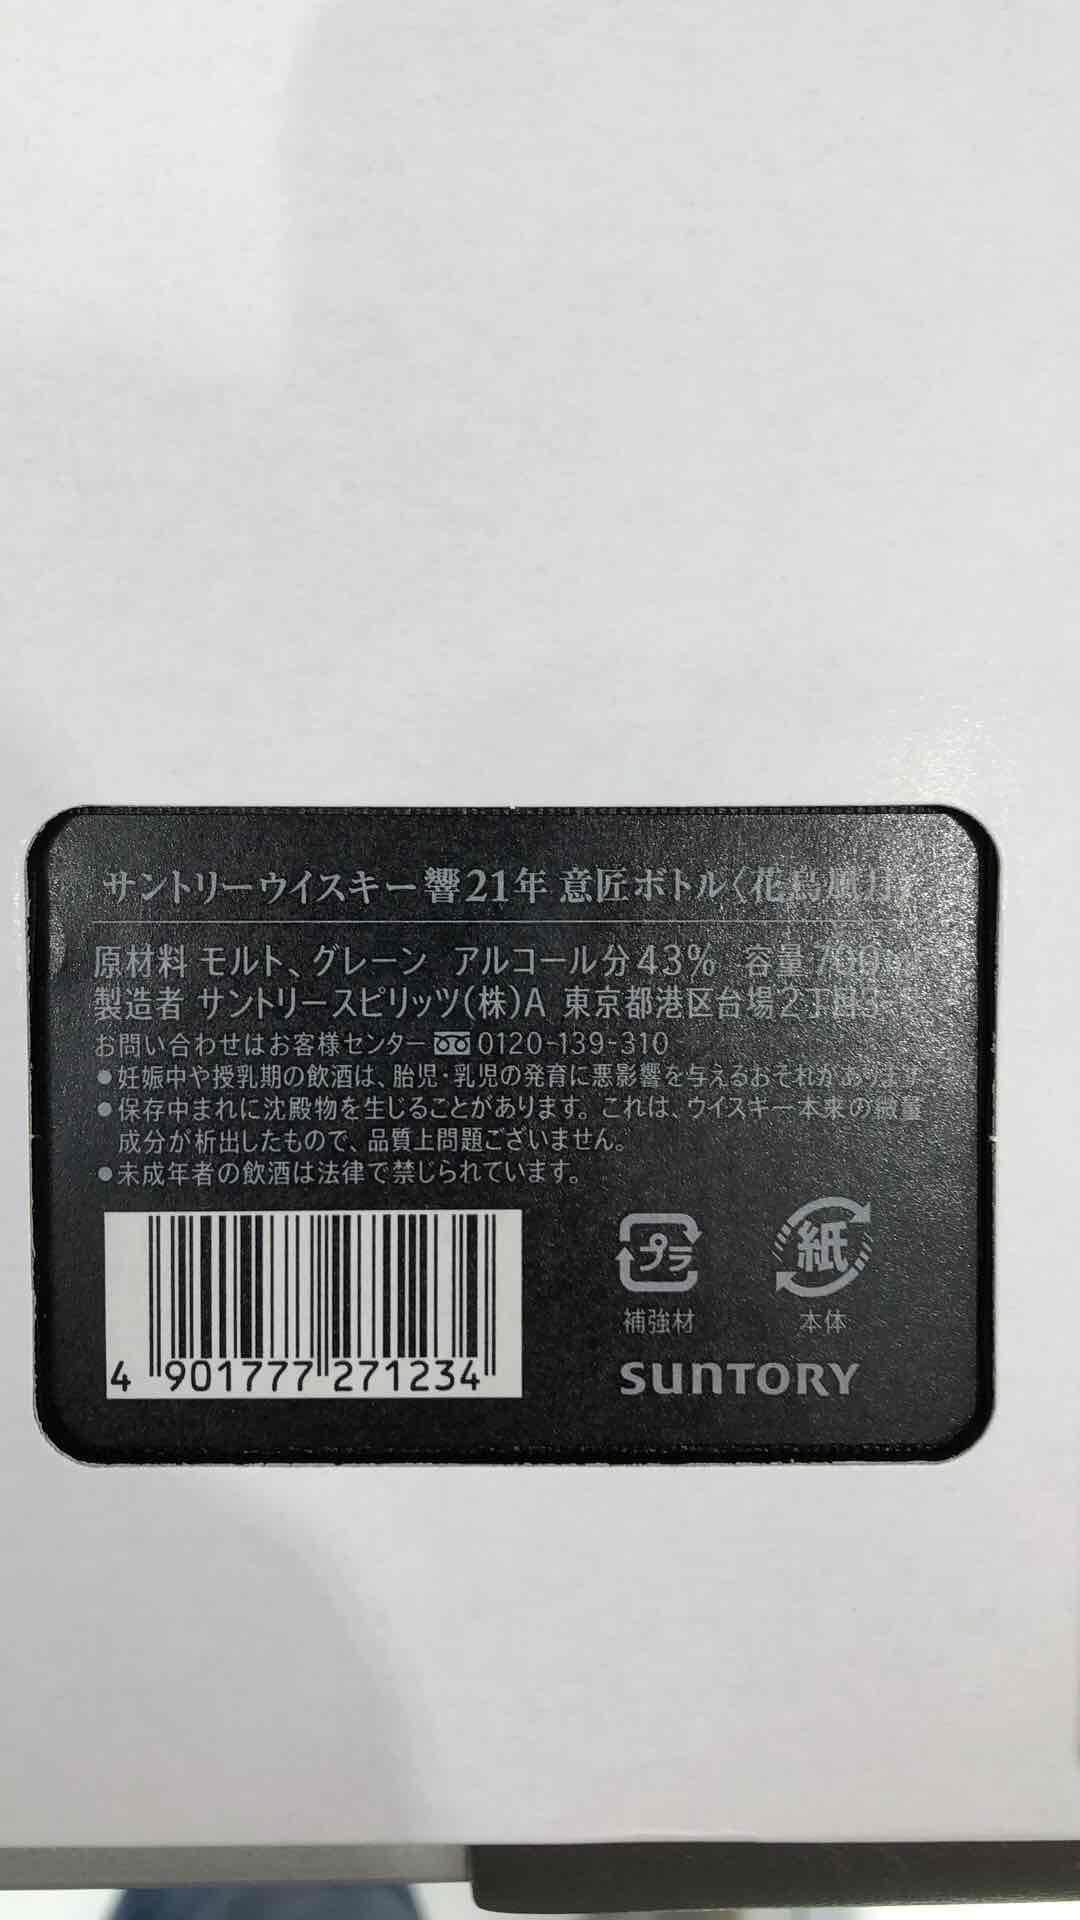 サントリーウイスキー 響21年 意匠ボトル〈花鳥風月〉
原材料 モルト、グレーン アルコール分43% 容量700
製造者 サントリースピリッツ(株)A 東京都港区台場2丁目3
お問い合わせはお客様センター 0120-139-310
●妊娠中や授乳期の飲酒は、胎児・乳児の発育に悪影響を与えるおそれがあります
●保存中まれに沈殿物を生じることがあります。これは、ウイスキー本来の微量
成分が析出したもので、品質上問題ございません。
●未成年者の飲酒は法律で禁じられています。
プラ 紙
補強材 本体
4 901777 271234
SUNTORY